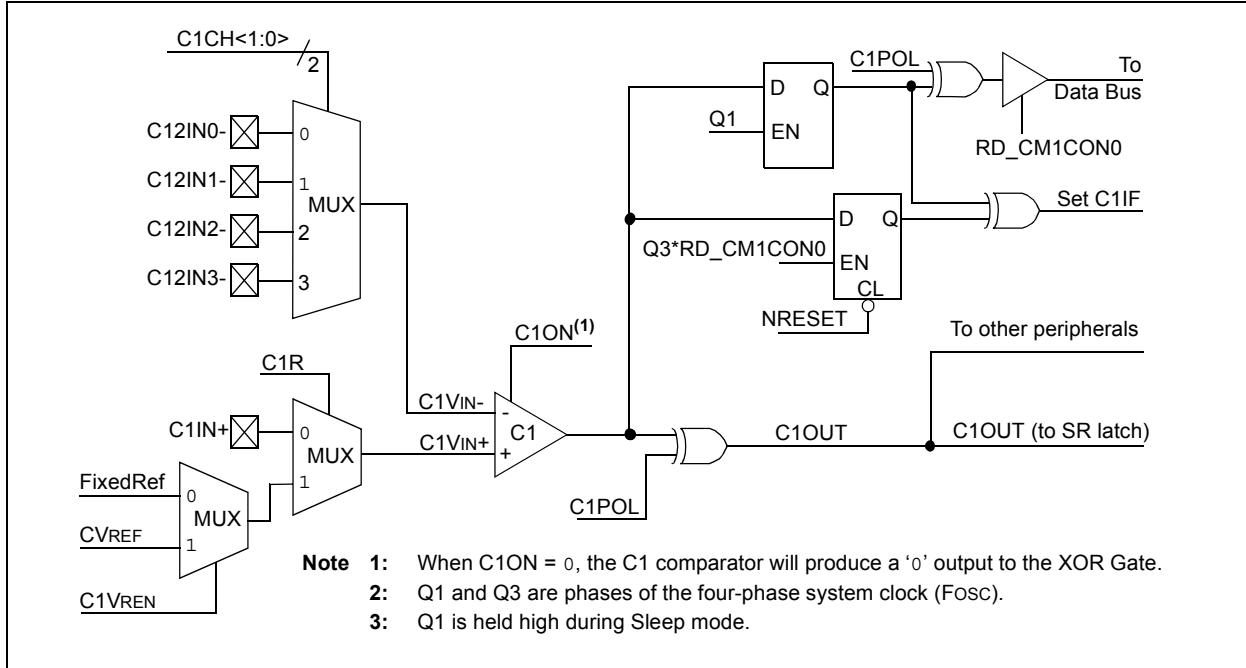 C1CH<1:0>
2
C12IN0-
0
C12IN1-
1
MUX
C12IN2-
2
C12IN3-
3
C1POL
To
Data Bus
RD_CM1CON0
D Q
Q1
EN
D Q
Q3*RD_CM1CON0
EN
CL
NRESET
Set C1IF
To other peripherals
C1ON(1)
C1R
C1IN+
0
MUX
1
C1VIN-
-
C1
C1VIN+
+
C1OUT
C1OUT (to SR latch)
C1POL
FixedRef
0
MUX
CVREF
1
C1VREN
Note 1: When C1ON = 0, the C1 comparator will produce a ‘0’ output to the XOR Gate.
2: Q1 and Q3 are phases of the four-phase system clock (FOSC).
3: Q1 is held high during Sleep mode.